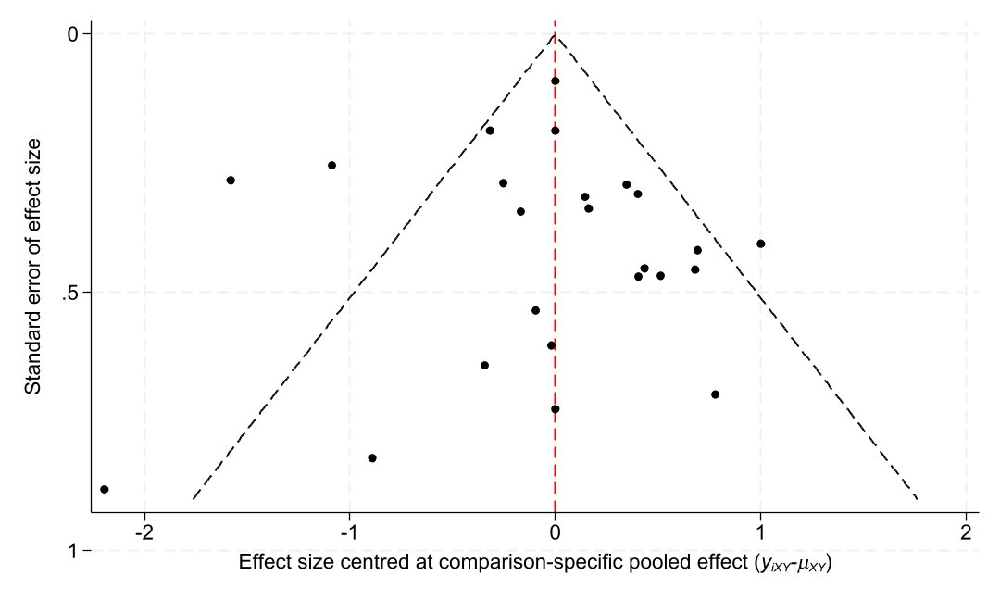 Standard error of effect size
0
.5
1
-2 -1 0 1 2
Effect size centred at comparison-specific pooled effect (yiXY-μXY)